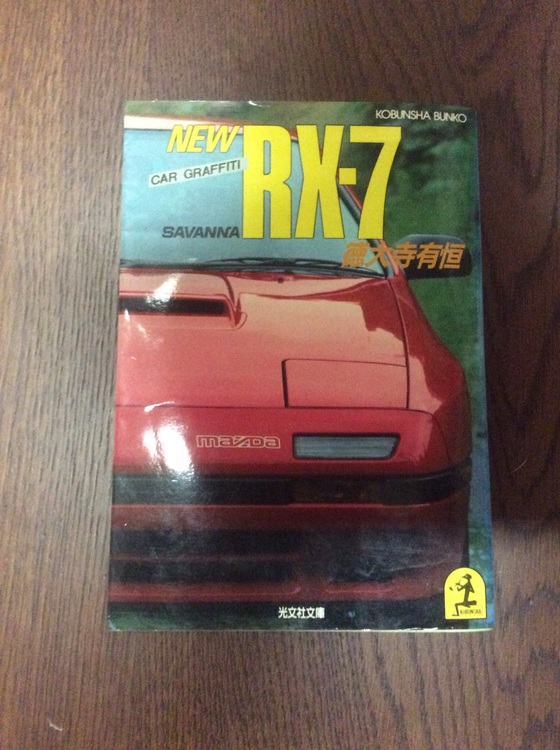 KOBUNSHA BUNKO
NEW
RX-7
CAR GRAFFITI
SAVANNA
徳大寺有恒
mazda
光文社文庫
KOBUNSHA